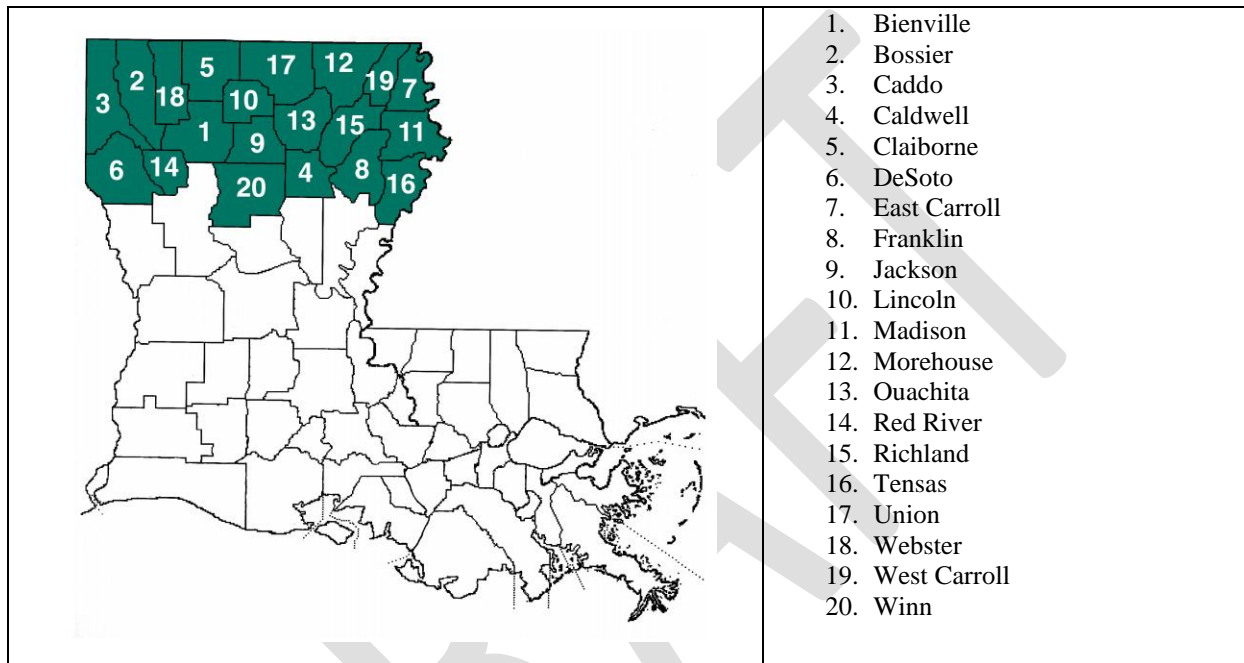 5
17
12
2
19
7
3
18
10
13
15
1
11
9
6
14
4
8
20
16
1. Bienville
2. Bossier
3. Caddo
4. Caldwell
5. Claiborne
6. DeSoto
7. East Carroll
8. Franklin
9. Jackson
10. Lincoln
11. Madison
12. Morehouse
13. Ouachita
14. Red River
15. Richland
16. Tensas
17. Union
18. Webster
19. West Carroll
20. Winn